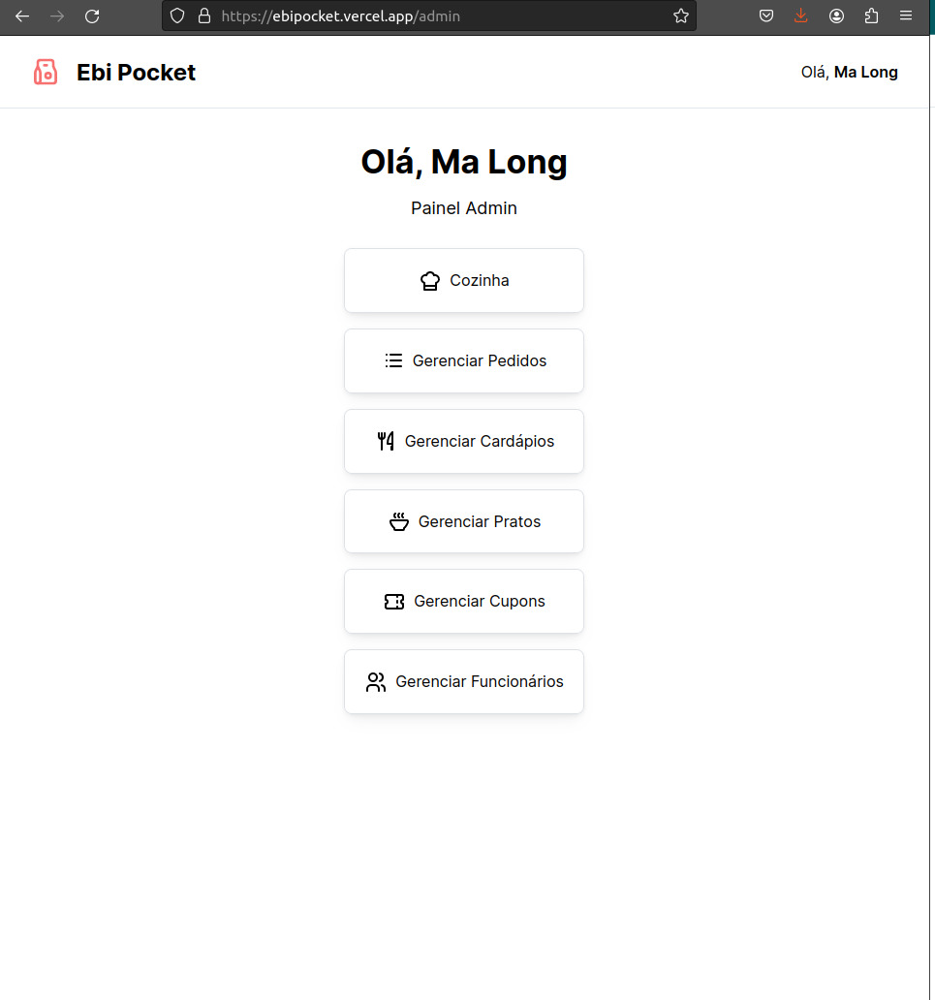 https://ebipocket.vercel.app/admin
Ebi Pocket
Olá, Ma Long
Olá, Ma Long
Painel Admin
Cozinha
Gerenciar Pedidos
Gerenciar Cardápios
Gerenciar Pratos
Gerenciar Cupons
Gerenciar Funcionários